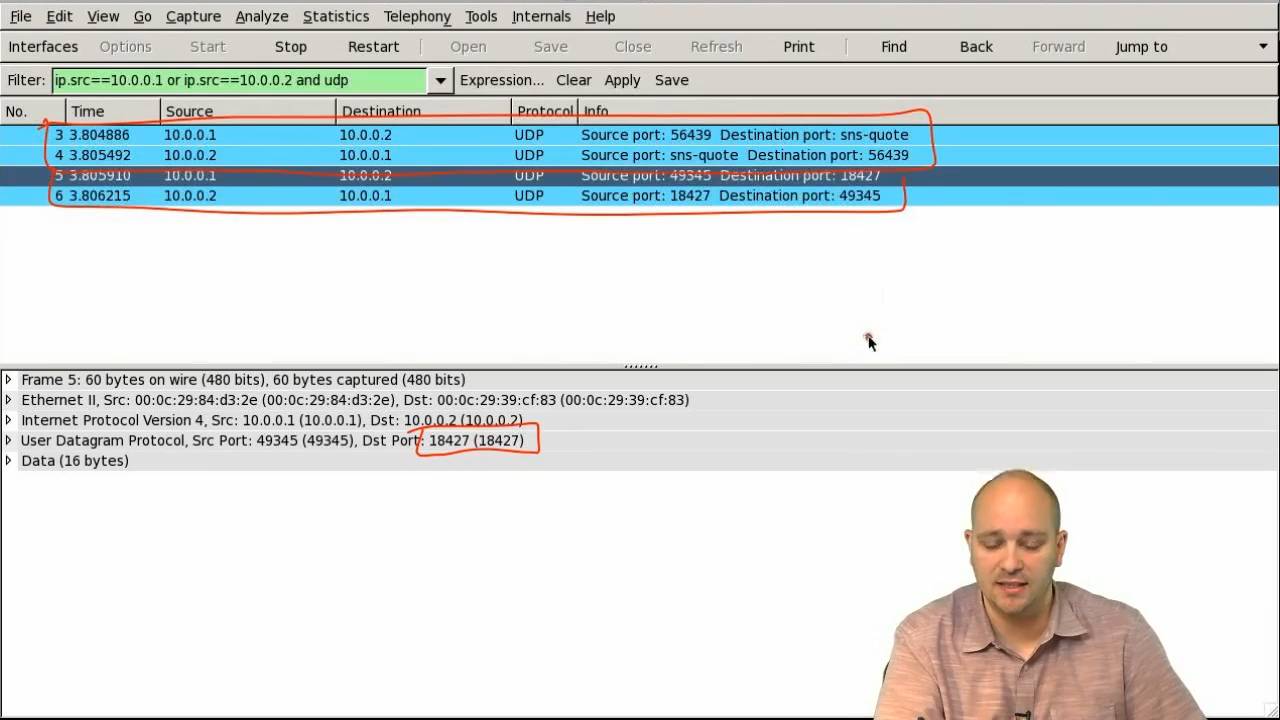 File Edit View Go Capture Analyze Statistics Telephony Tools Internals Help
Interfaces Options Start Stop Restart Open Save Close Refresh Print Find Back Forward Jump to
Filter: ip.src==10.0.0.1 or ip.src==10.0.0.2 and udp Expression... Clear Apply Save
No. Time Source Destination Protocol Info
3 3.804886 10.0.0.1 10.0.0.2 UDP Source port: 56439 Destination port: sns-quote
4 3.805492 10.0.0.2 10.0.0.1 UDP Source port: sns-quote Destination port: 56439
5 3.805910 10.0.0.1 10.0.0.2 UDP Source port: 49345 Destination port: 18427
6 3.806215 10.0.0.2 10.0.0.1 UDP Source port: 18427 Destination port: 49345
Frame 5: 60 bytes on wire (480 bits), 60 bytes captured (480 bits)
Ethernet II, Src: 00:0c:29:84:d3:2e (00:0c:29:84:d3:2e), Dst: 00:0c:29:39:cf:83 (00:0c:29:39:cf:83)
Internet Protocol Version 4, Src: 10.0.0.1 (10.0.0.1), Dst: 10.0.0.2 (10.0.0.2)
User Datagram Protocol, Src Port: 49345 (49345), Dst Port: 18427 (18427)
Data (16 bytes)